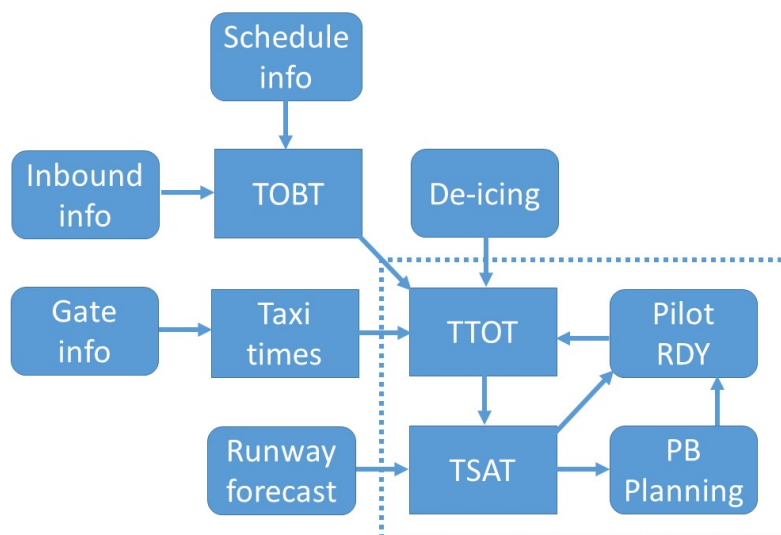 Schedule
info
Inbound
info
TOBT
De-icing
Gate
info
Taxi
times
TTOT
Pilot
RDY
Runway
forecast
TSAT
PB
Planning